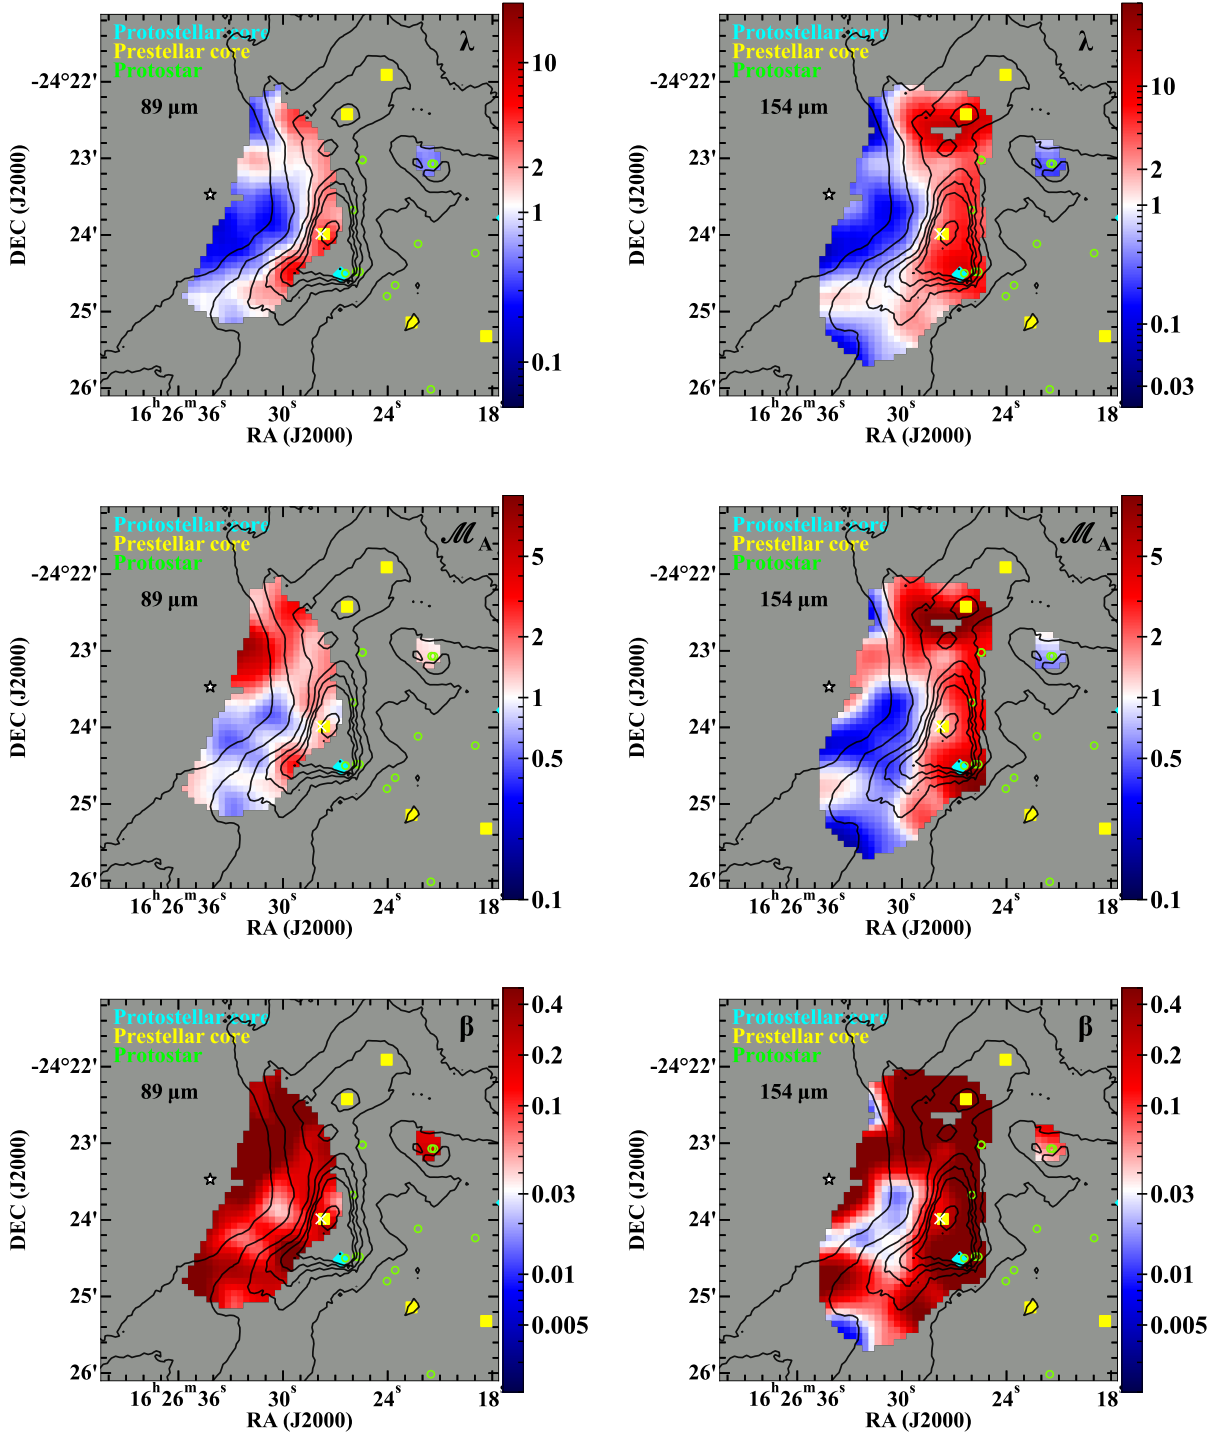 Protostellar core λ
Prestellar core
Protostar
89 μm
10
2
1
0.1
-24°22'
23'
24'
25'
26'
DEC (J2000)
16h26m36s 30s 24s 18s
RA (J2000)
Protostellar core λ
Prestellar core
Protostar
154 μm
10
2
1
0.1
0.03
-24°22'
23'
24'
25'
26'
DEC (J2000)
16h26m36s 30s 24s 18s
RA (J2000)
Protostellar core ℳA
Prestellar core
Protostar
89 μm
5
2
1
0.5
0.1
-24°22'
23'
24'
25'
26'
DEC (J2000)
16h26m36s 30s 24s 18s
RA (J2000)
Protostellar core ℳA
Prestellar core
Protostar
154 μm
5
2
1
0.5
0.1
-24°22'
23'
24'
25'
26'
DEC (J2000)
16h26m36s 30s 24s 18s
RA (J2000)
Protostellar core β
Prestellar core
Protostar
89 μm
0.4
0.2
0.1
0.03
0.01
0.005
-24°22'
23'
24'
25'
26'
DEC (J2000)
16h26m36s 30s 24s 18s
RA (J2000)
Protostellar core β
Prestellar core
Protostar
154 μm
0.4
0.2
0.1
0.03
0.01
0.005
-24°22'
23'
24'
25'
26'
DEC (J2000)
16h26m36s 30s 24s 18s
RA (J2000)